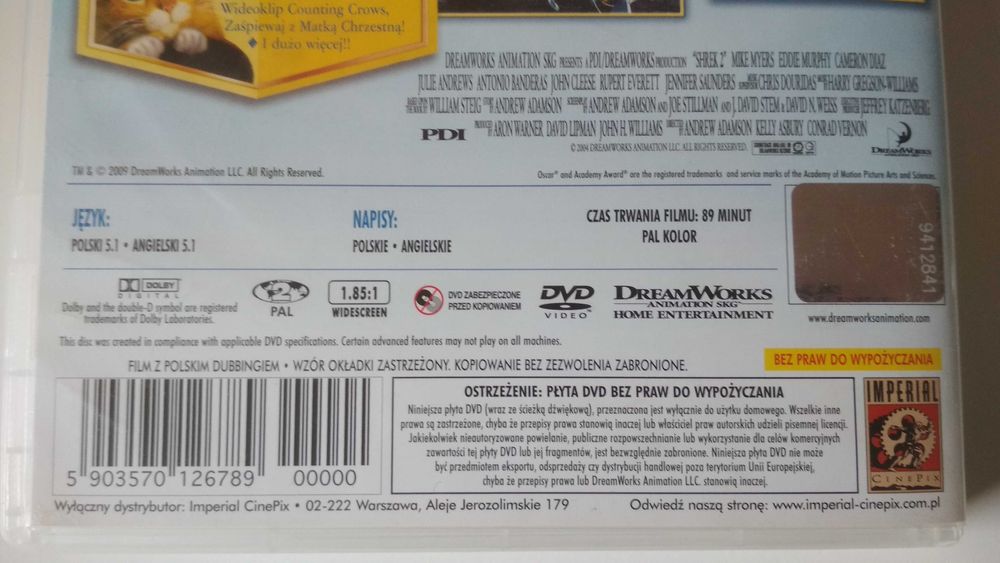 Wideoklip Counting Crows,
Zaśpiewaj z Matką Chrzestną!
I dużo więcej!!
DREAMWORKS ANIMATION SKG PRESENTS A PDI/DREAMWORKS PRODUCTION "SHREK 2" MIKE MYERS EDDIE MURPHY CAMERON DIAZ
JULIE ANDREWS ANTONIO BANDERAS JOHN CLEESE RUPERT EVERETT JENNIFER SAUNDERS CHRIS DOURIDAS HARRY GREGSON-WILLIAMS
WILLIAM STEIG ANDREW ADAMSON ANDREW ADAMSON AND JOE STILLMAN AND J. DAVID STEM & DAVID N. WEISS JEFFREY KATZENBERG
PDI ARON WARNER DAVID LIPMAN JOHN H. WILLIAMS ANDREW ADAMSON KELLY ASBURY CONRAD VERNON
© 2004 DREAMWORKS ANIMATION LLC. ALL RIGHTS RESERVED.
DREAMWORKS
TM & © 2009 DreamWorks Animation LLC. All Rights Reserved.
Oscar® and Academy Award® are the registered trademarks and service marks of the Academy of Motion Picture Arts and Sciences.
JĘZYK:
POLSKI 5.1 • ANGIELSKI 5.1
NAPISY:
POLSKIE • ANGIELSKIE
CZAS TRWANIA FILMU: 89 MINUT
PAL KOLOR
9412841
DOLBY
DIGITAL
Dolby and the double-D symbol are registered
trademarks of Dolby Laboratories.
2
PAL
1.85:1
WIDESCREEN
DVD ZABEZPIECZONE
PRZED KOPIOWANIEM
DVD
VIDEO
DREAMWORKS
ANIMATION SKG™
HOME ENTERTAINMENT
www.dreamworksanimation.com
This disc was created in compliance with applicable DVD specifications. Certain advanced features may not play on all machines.
FILM Z POLSKIM DUBBINGIEM • WZÓR OKŁADKI ZASTRZEŻONY. KOPIOWANIE BEZ ZEZWOLENIA ZABRONIONE.
BEZ PRAW DO WYPOŻYCZANIA
5 903570 126789 00000
OSTRZEŻENIE: PŁYTA DVD BEZ PRAW DO WYPOŻYCZANIA
Niniejsza płyta DVD (wraz ze ścieżką dźwiękową), przeznaczona jest wyłącznie do użytku domowego. Wszelkie inne
prawa są zastrzeżone, chyba że przepisy prawa stanowią inaczej lub właściciel praw autorskich udzieli pisemnej licencji.
Jakiekolwiek nieautoryzowane powielanie, publiczne rozpowszechnianie lub wykorzystanie dla celów komercyjnych
zawartości tej płyty DVD lub jej fragmentów, jest bezwzględnie zabronione. Niniejsza płyta DVD nie może
być przedmiotem eksportu, odsprzedaży czy dystrybucji handlowej poza terytorium Unii Europejskiej,
chyba że przepisy prawa lub DreamWorks Animation LLC. stanowią inaczej.
IMPERIAL
CINEPIX
Wyłączny dystrybutor: Imperial CinePix • 02-222 Warszawa, Aleje Jerozolimskie 179
Odwiedź naszą stronę: www.imperial-cinepix.com.pl